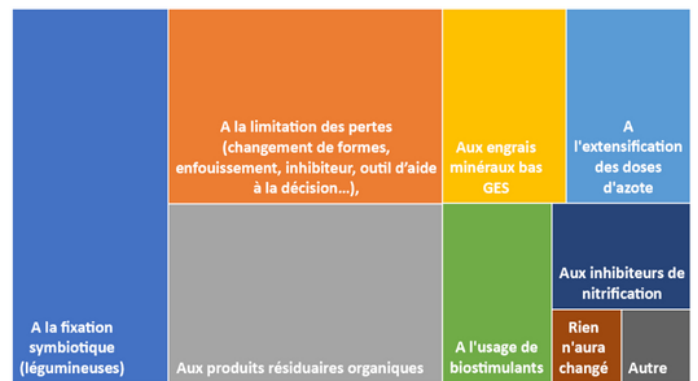 A la fixation
symbiotique
(légumineuses)
A la limitation des pertes
(changement de formes,
enfouissement, inhibiteur, outil d'aide
à la décision...),
Aux produits résiduaires organiques
Aux engrais
minéraux bas
GES
A
l'extensification
des doses
d'azote
A l'usage de
biostimulants
Aux inhibiteurs de
nitrification
Rien
n'aura
changé
Autre